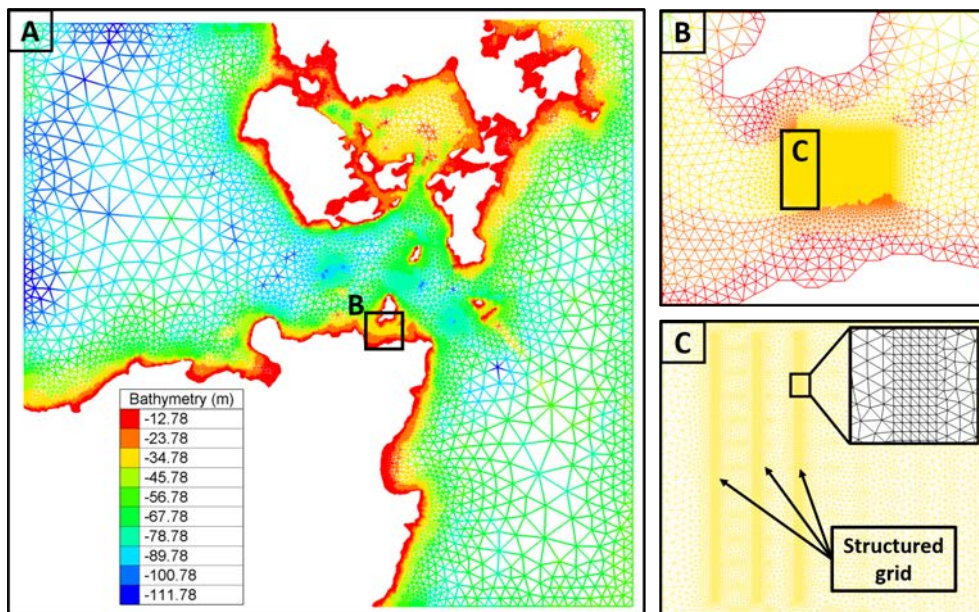 A
B
Bathymetry (m)
-12.78
-23.78
-34.78
-45.78
-56.78
-67.78
-78.78
-89.78
-100.78
-111.78
B
C
C
Structured
grid